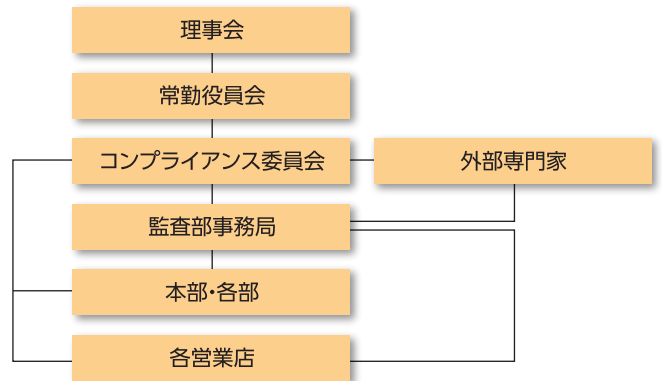 理事会
常勤役員会
コンプライアンス委員会
外部専門家
監査部事務局
本部・各部
各営業店